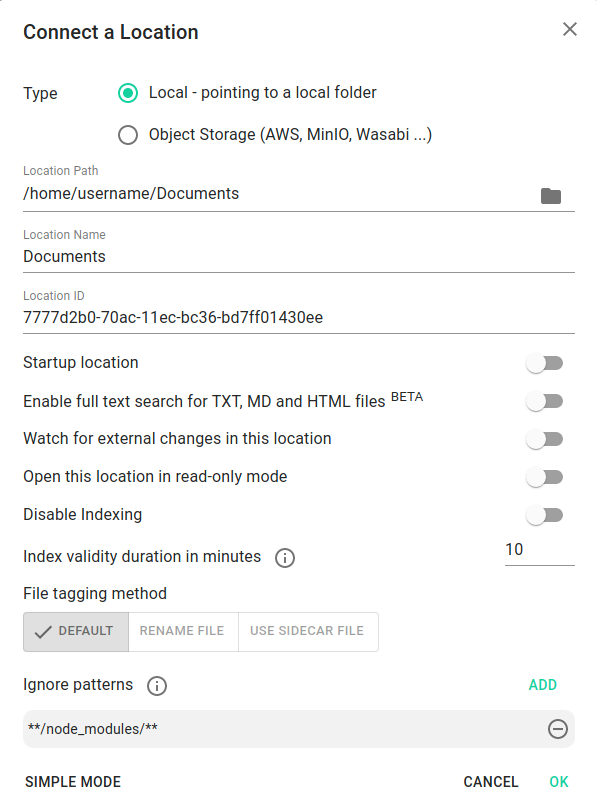 Connect a Location
Type
Local - pointing to a local folder
Object Storage (AWS, MinIO, Wasabi ...)
Location Path
/home/username/Documents
Location Name
Documents
Location ID
7777d2b0-70ac-11ec-bc36-bd7ff01430ee
Startup location
Enable full text search for TXT, MD and HTML files BETA
Watch for external changes in this location
Open this location in read-only mode
Disable Indexing
Index validity duration in minutes 10
File tagging method
DEFAULT RENAME FILE USE SIDECAR FILE
Ignore patterns ADD
**/node_modules/**
SIMPLE MODE CANCEL OK